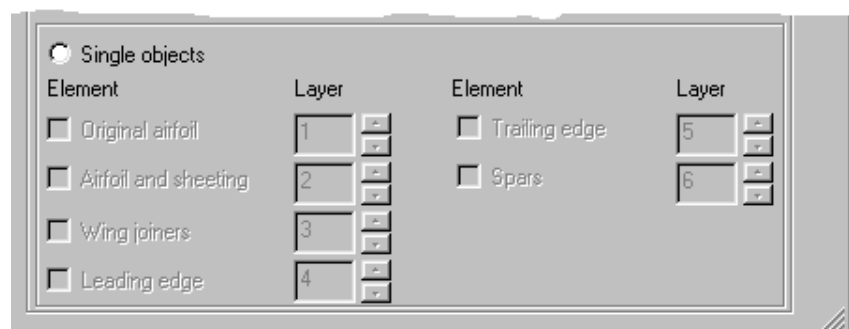 Single objects
Element Layer Element Layer
Original airfoil 1 Trailing edge 5
Airfoil and sheeting 2 Spars 6
Wing joiners 3
Leading edge 4